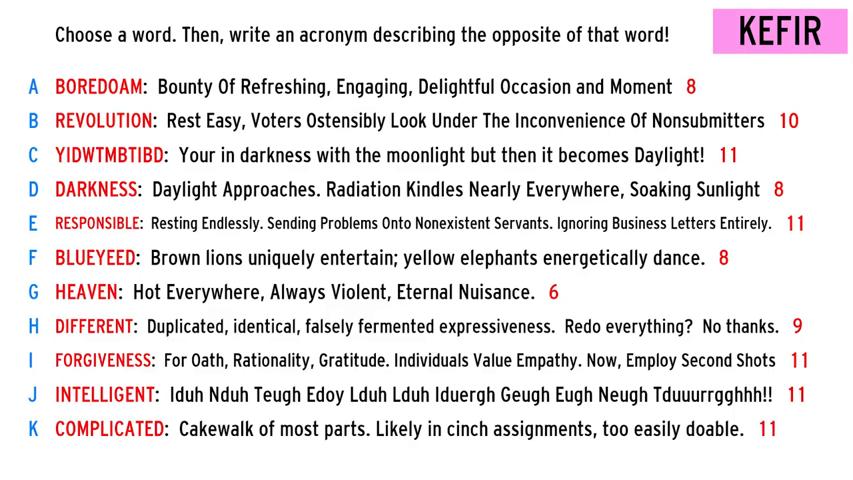 KEFIR
Choose a word. Then, write an acronym describing the opposite of that word!
A BOREDOAM: Bounty Of Refreshing, Engaging, Delightful Occasion and Moment 8
B REVOLUTION: Rest Easy, Voters Ostensibly Look Under The Inconvenience Of Nonsubmitters 10
C YIDWTMBTIBD: Your in darkness with the moonlight but then it becomes Daylight! 11
D DARKNESS: Daylight Approaches. Radiation Kindles Nearly Everywhere, Soaking Sunlight 8
E RESPONSIBLE: Resting Endlessly. Sending Problems Onto Nonexistent Servants. Ignoring Business Letters Entirely. 11
F BLUEYEED: Brown lions uniquely entertain; yellow elephants energetically dance. 8
G HEAVEN: Hot Everywhere, Always Violent, Eternal Nuisance. 6
H DIFFERENT: Duplicated, identical, falsely fermented expressiveness. Redo everything? No thanks. 9
I FORGIVENESS: For Oath, Rationality, Gratitude. Individuals Value Empathy. Now, Employ Second Shots 11
J INTELLIGENT: Iduh Nduh Teugh Edoy Lduh Lduh Iduergh Geugh Eugh Neugh Tduuurrgghhh!! 11
K COMPLICATED: Cakewalk of most parts. Likely in cinch assignments, too easily doable. 11